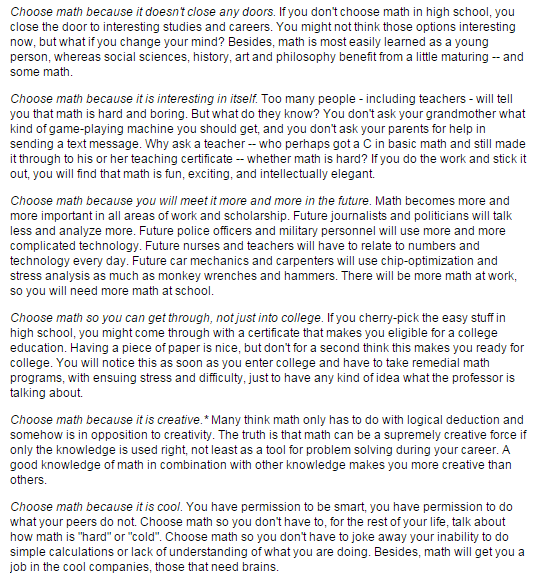 Choose math because it doesn't close any doors. If you don't choose math in high school, you
close the door to interesting studies and careers. You might not think those options interesting
now, but what if you change your mind? Besides, math is most easily learned as a young
person, whereas social sciences, history, art and philosophy benefit from a little maturing -- and
some math.
Choose math because it is interesting in itself. Too many people - including teachers - will tell
you that math is hard and boring. But what do they know? You don't ask your grandmother what
kind of game-playing machine you should get, and you don't ask your parents for help in
sending a text message. Why ask a teacher -- who perhaps got a C in basic math and still made
it through to his or her teaching certificate -- whether math is hard? If you do the work and stick it
out, you will find that math is fun, exciting, and intellectually elegant.
Choose math because you will meet it more and more in the future. Math becomes more and
more important in all areas of work and scholarship. Future journalists and politicians will talk
less and analyze more. Future police officers and military personnel will use more and more
complicated technology. Future nurses and teachers will have to relate to numbers and
technology every day. Future car mechanics and carpenters will use chip-optimization and
stress analysis as much as monkey wrenches and hammers. There will be more math at work,
so you will need more math at school.
Choose math so you can get through, not just into college. If you cherry-pick the easy stuff in
high school, you might come through with a certificate that makes you eligible for a college
education. Having a piece of paper is nice, but don't for a second think this makes you ready for
college. You will notice this as soon as you enter college and have to take remedial math
programs, with ensuing stress and difficulty, just to have any kind of idea what the professor is
talking about.
Choose math because it is creative.* Many think math only has to do with logical deduction and
somehow is in opposition to creativity. The truth is that math can be a supremely creative force if
only the knowledge is used right, not least as a tool for problem solving during your career. A
good knowledge of math in combination with other knowledge makes you more creative than
others.
Choose math because it is cool. You have permission to be smart, you have permission to do
what your peers do not. Choose math so you don't have to, for the rest of your life, talk about
how math is "hard" or "cold". Choose math so you don't have to joke away your inability to do
simple calculations or lack of understanding of what you are doing. Besides, math will get you a
job in the cool companies, those that need brains.